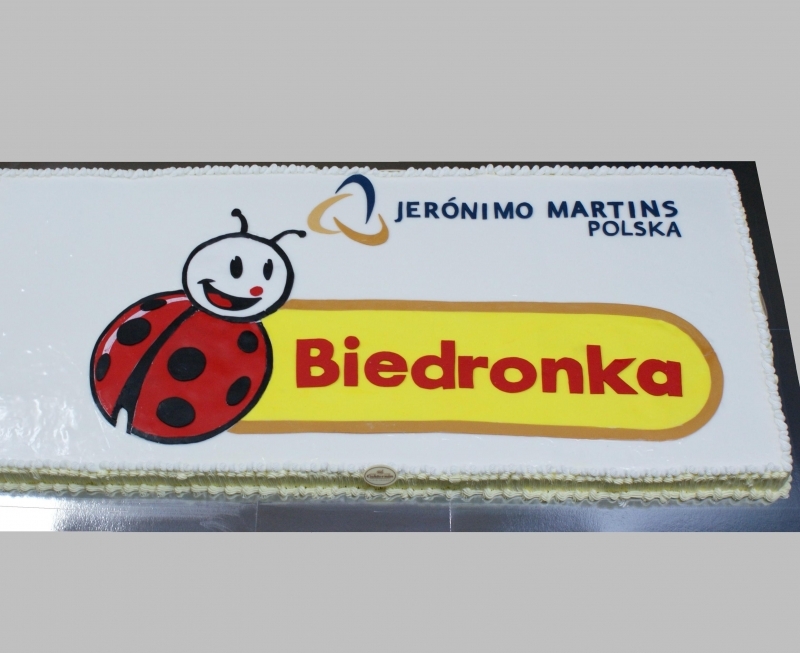 JERÓNIMO MARTINS
POLSKA
Biedronka